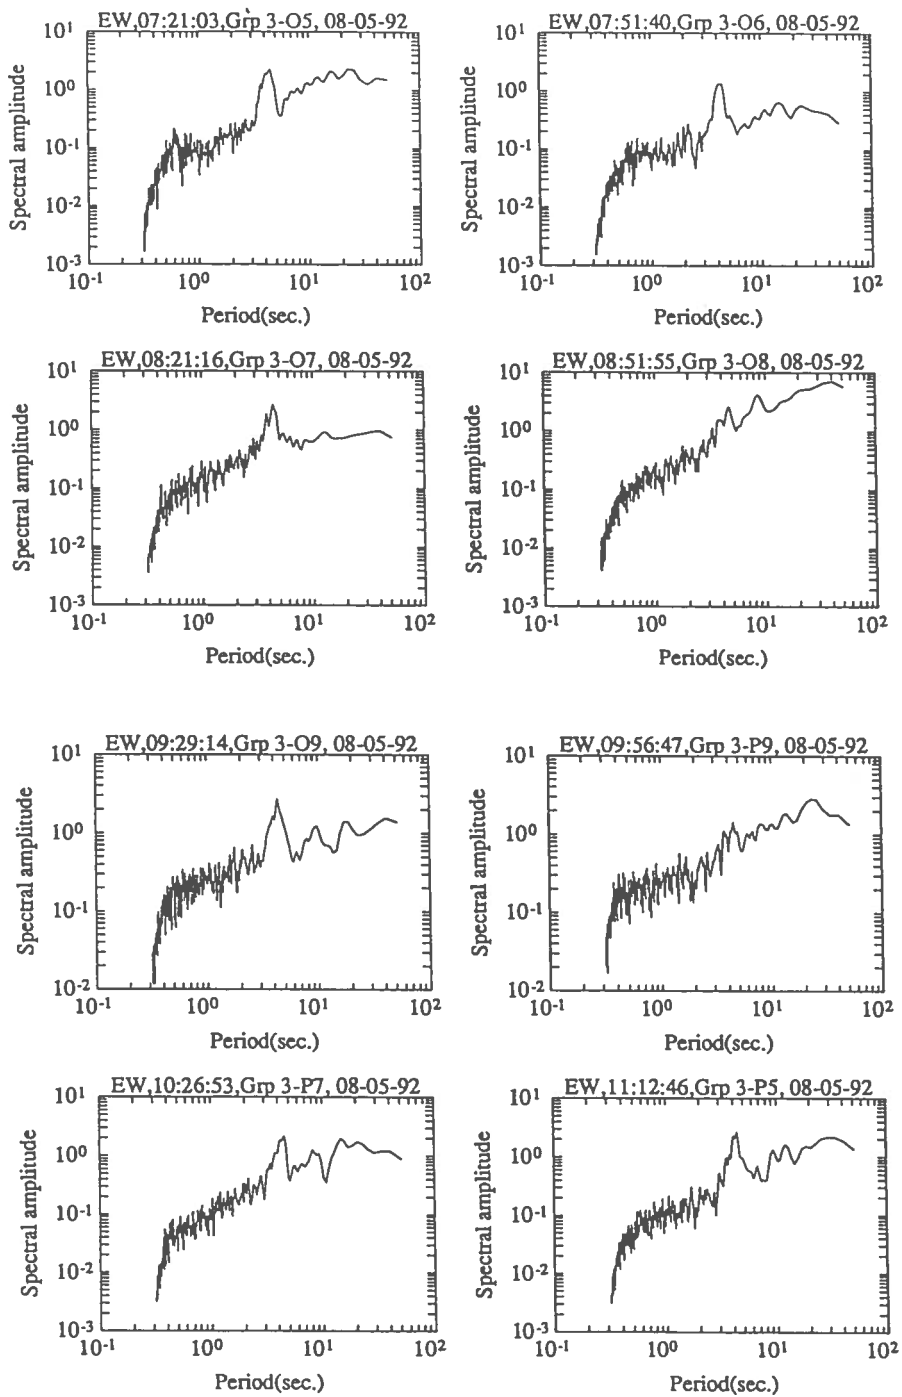 EW,07:21:03,Grp 3-O5, 08-05-92
10¹
10⁰
10⁻¹
10⁻²
10⁻³
Spectral amplitude
10⁻¹ 10⁰ 10¹ 10²
Period(sec.)
EW,07:51:40,Grp 3-O6, 08-05-92
10¹
10⁰
10⁻¹
10⁻²
10⁻³
Spectral amplitude
10⁻¹ 10⁰ 10¹ 10²
Period(sec.)
EW,08:21:16,Grp 3-O7, 08-05-92
10¹
10⁰
10⁻¹
10⁻²
10⁻³
Spectral amplitude
10⁻¹ 10⁰ 10¹ 10²
Period(sec.)
EW,08:51:55,Grp 3-O8, 08-05-92
10¹
10⁰
10⁻¹
10⁻²
10⁻³
Spectral amplitude
10⁻¹ 10⁰ 10¹ 10²
Period(sec.)
EW,09:29:14,Grp 3-O9, 08-05-92
10¹
10⁰
10⁻¹
10⁻²
Spectral amplitude
10⁻¹ 10⁰ 10¹ 10²
Period(sec.)
EW,09:56:47,Grp 3-P9, 08-05-92
10¹
10⁰
10⁻¹
10⁻²
Spectral amplitude
10⁻¹ 10⁰ 10¹ 10²
Period(sec.)
EW,10:26:53,Grp 3-P7, 08-05-92
10¹
10⁰
10⁻¹
10⁻²
10⁻³
Spectral amplitude
10⁻¹ 10⁰ 10¹ 10²
Period(sec.)
EW,11:12:46,Grp 3-P5, 08-05-92
10¹
10⁰
10⁻¹
10⁻²
10⁻³
Spectral amplitude
10⁻¹ 10⁰ 10¹ 10²
Period(sec.)